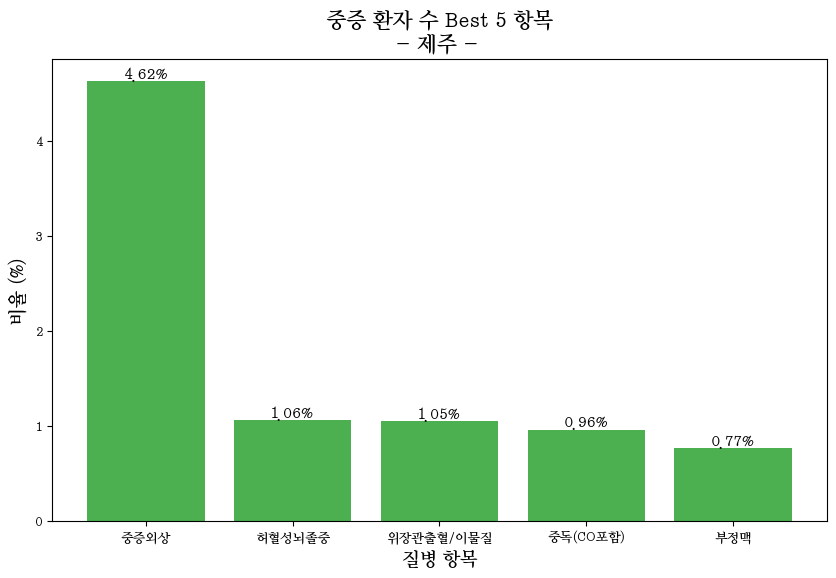 중증 환자 수 Best 5 항목
- 제주 -
비율 (%)
4
3
2
1
0
4.62%
1.06%
1.05%
0.96%
0.77%
중증외상
허혈성뇌졸중
위장관출혈/이물질
중독(CO포함)
부정맥
질병 항목